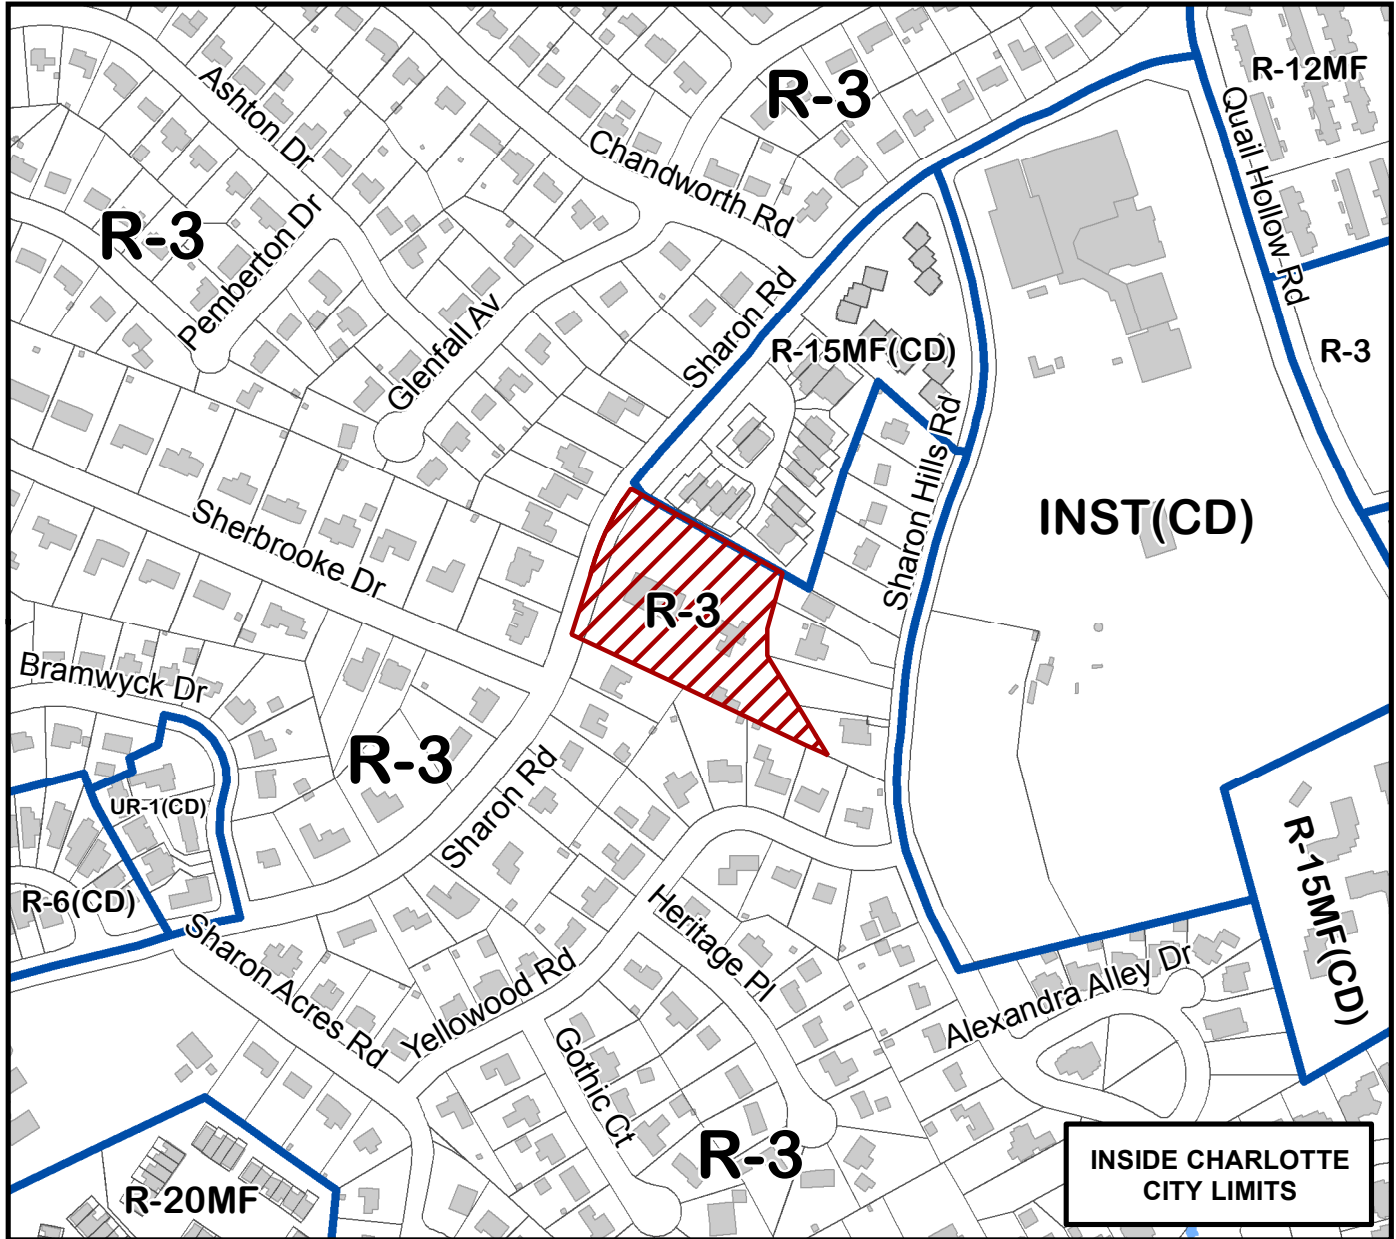 R-12MF
R-3
Ashton Dr
Quail Hollow Rd
Chandworth Rd
R-3
Pemberton Dr
Sharon Rd
Glenfall Av
R-15MF(CD)
R-3
Sharon Hills Rd
INST(CD)
Sherbrooke Dr
R-3
Bramwyck Dr
R-3
UR-1(CD)
Sharon Rd
R-15MF(CD)
R-6(CD)
Heritage Pl
Sharon Acres Rd
Yellowood Rd
Alexandra Alley Dr
Gothic Ct
R-3
INSIDE CHARLOTTE
CITY LIMITS
R-20MF